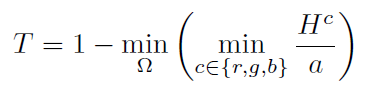 T = 1 − min_Ω ( min_{c∈{r,g,b}} H^c / a )